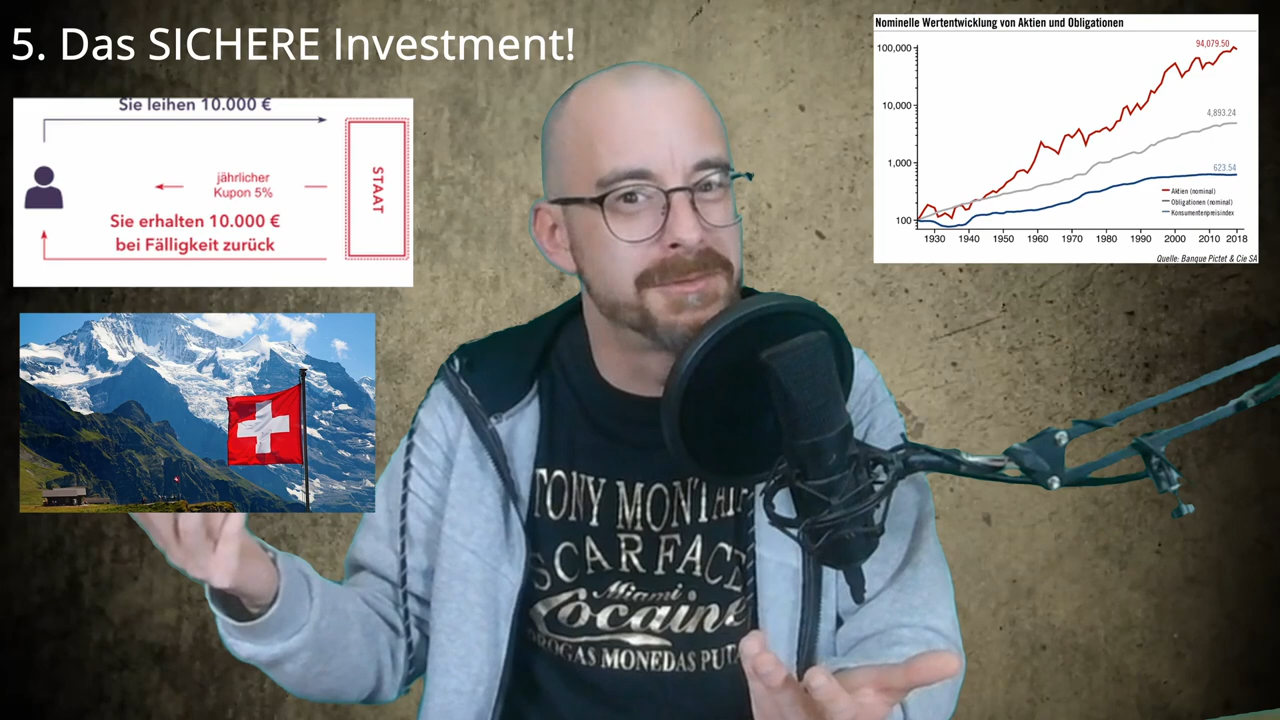 5. Das SICHERE Investment!
Sie leihen 10.000 €
jährlicher
Kupon 5%
STAAT
Sie erhalten 10.000 €
bei Fälligkeit zurück
Nominelle Wertentwicklung von Aktien und Obligationen
100,000
10,000
1,000
100
94,079.50
4,893.24
623.54
Aktien (nominal)
Obligationen (nominal)
Konsumentenpreisindex
1930 1940 1950 1960 1970 1980 1990 2000 2010 2018
Quelle: Banque Pictet & Cie SA
TONY MONTA
SCARFACE
Miami
Cocaine
DROGAS MONEDAS PUTA